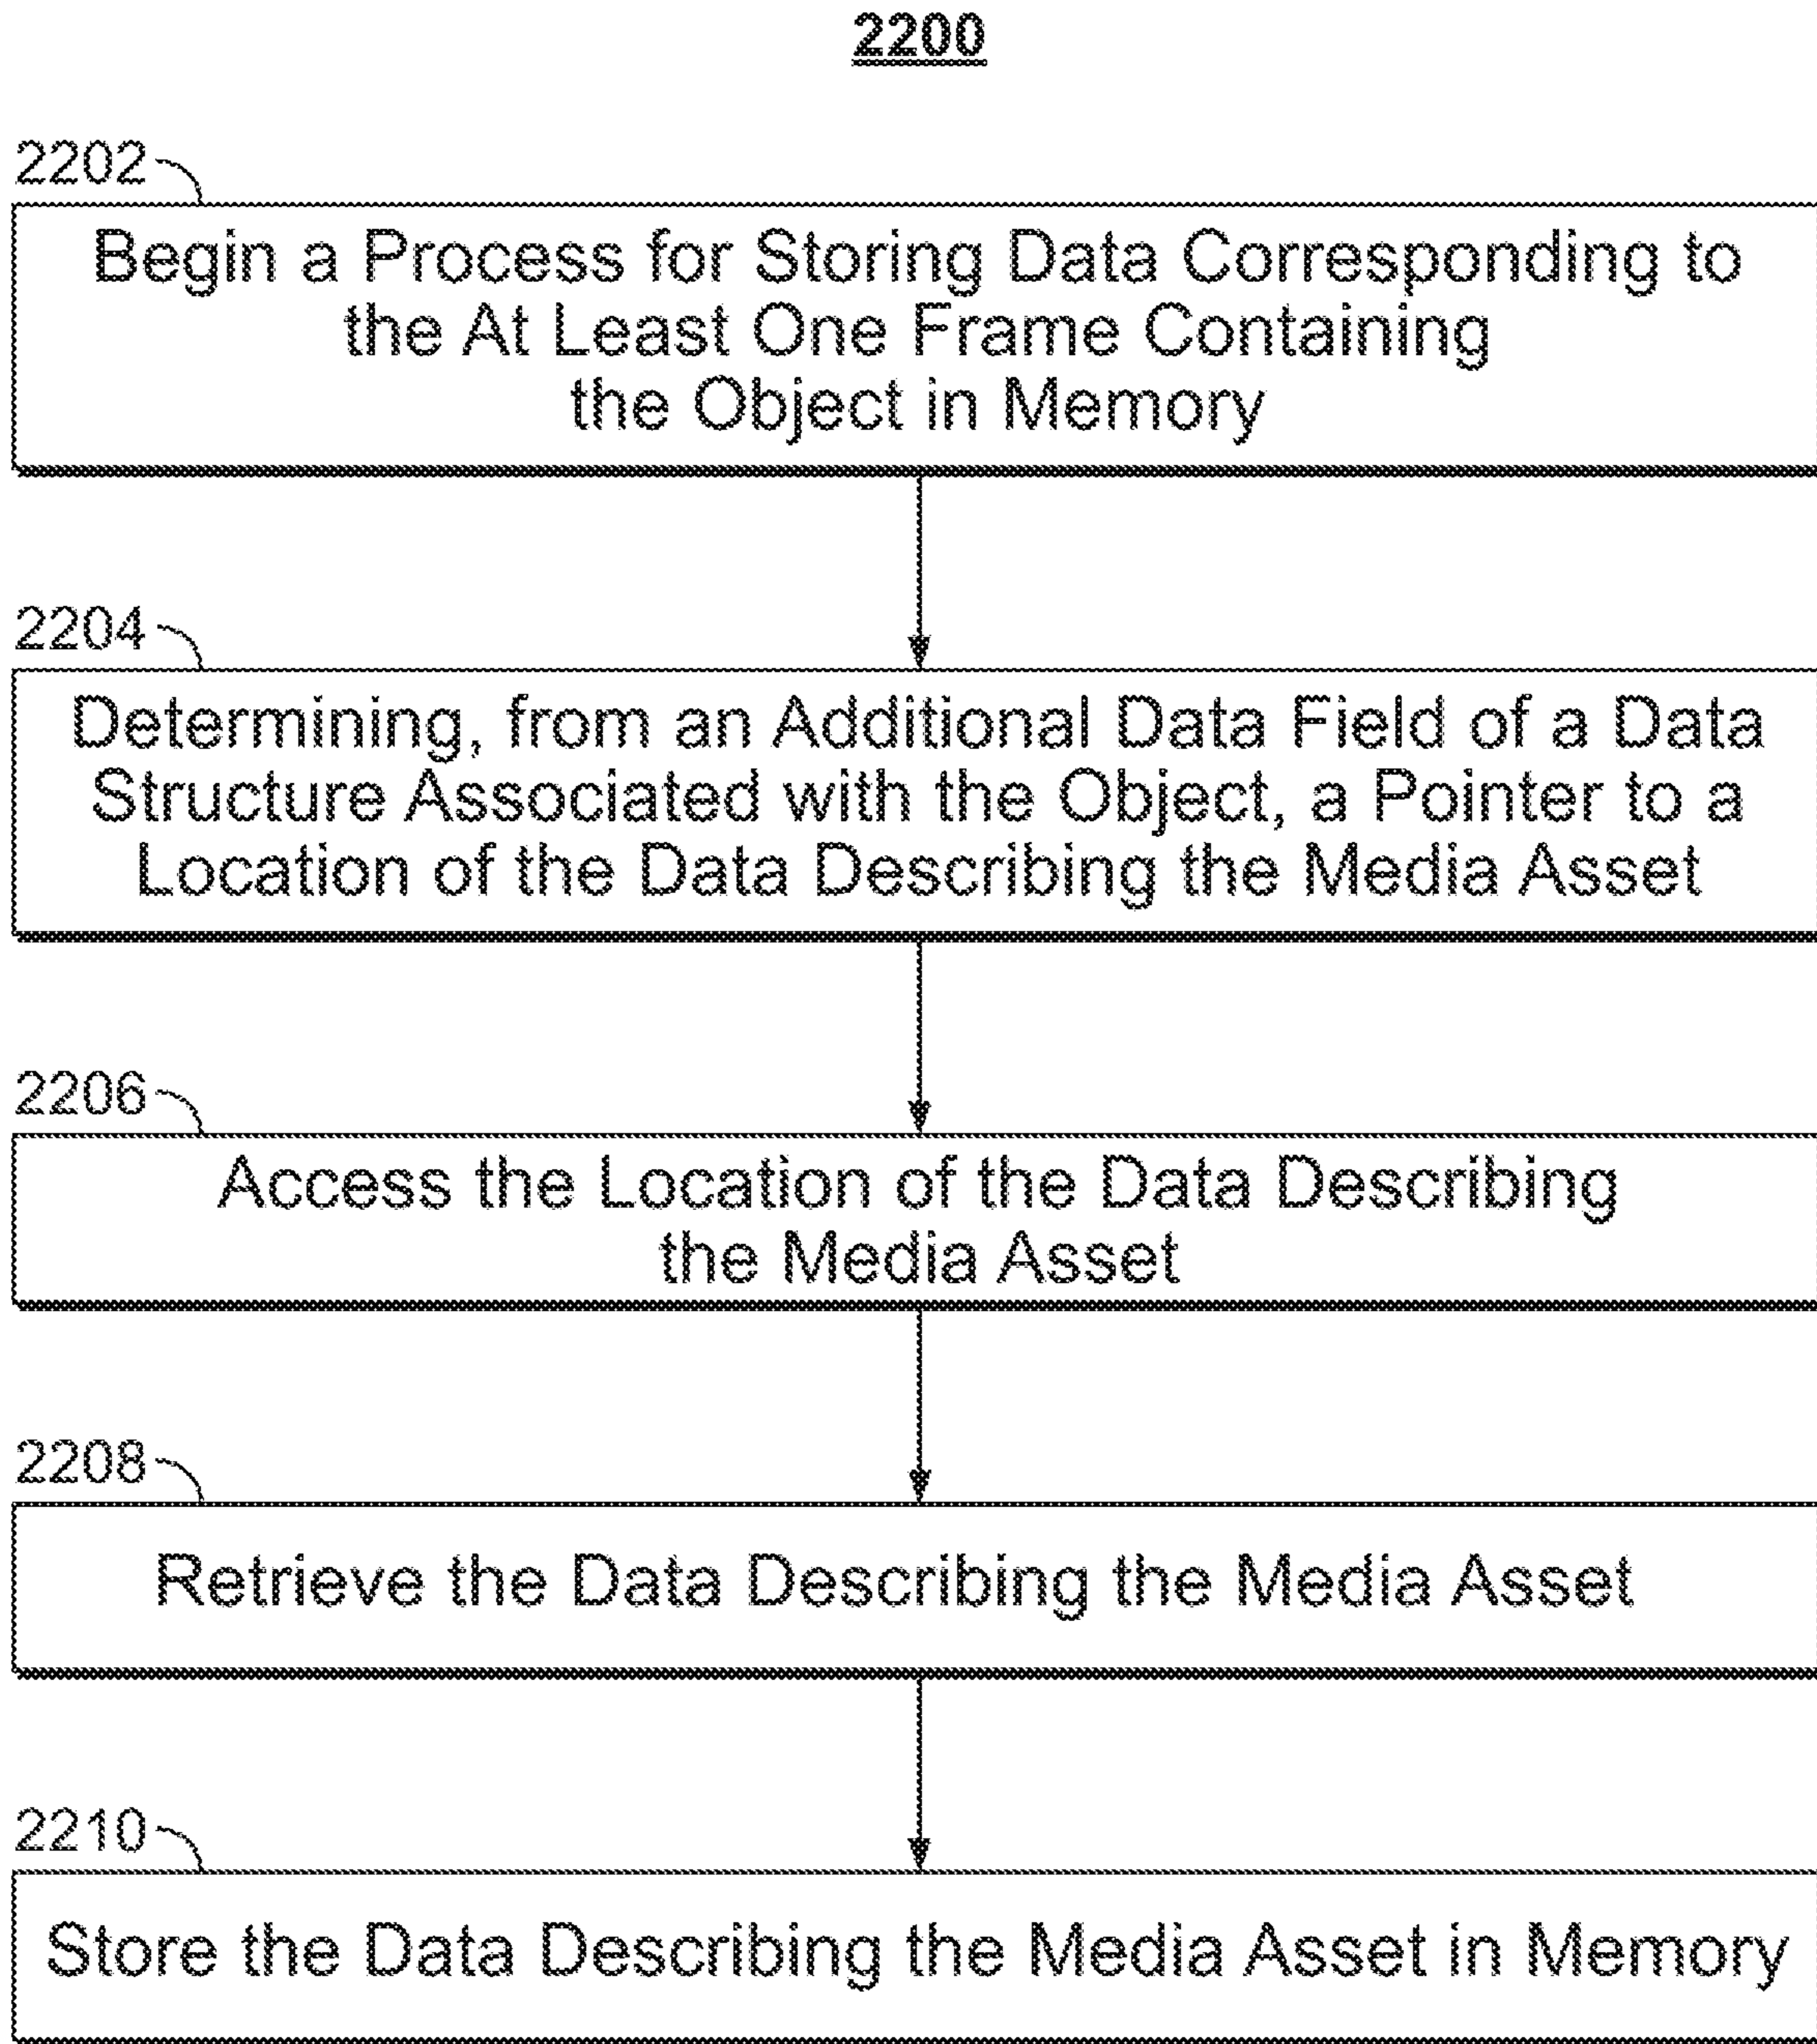 2200
2202
Begin a Process for Storing Data Corresponding to
the At Least One Frame Containing
the Object in Memory
2204
Determining, from an Additional Data Field of a Data
Structure Associated with the Object, a Pointer to a
Location of the Data Describing the Media Asset
2206
Access the Location of the Data Describing
the Media Asset
2208
Retrieve the Data Describing the Media Asset
2210
Store the Data Describing the Media Asset in Memory